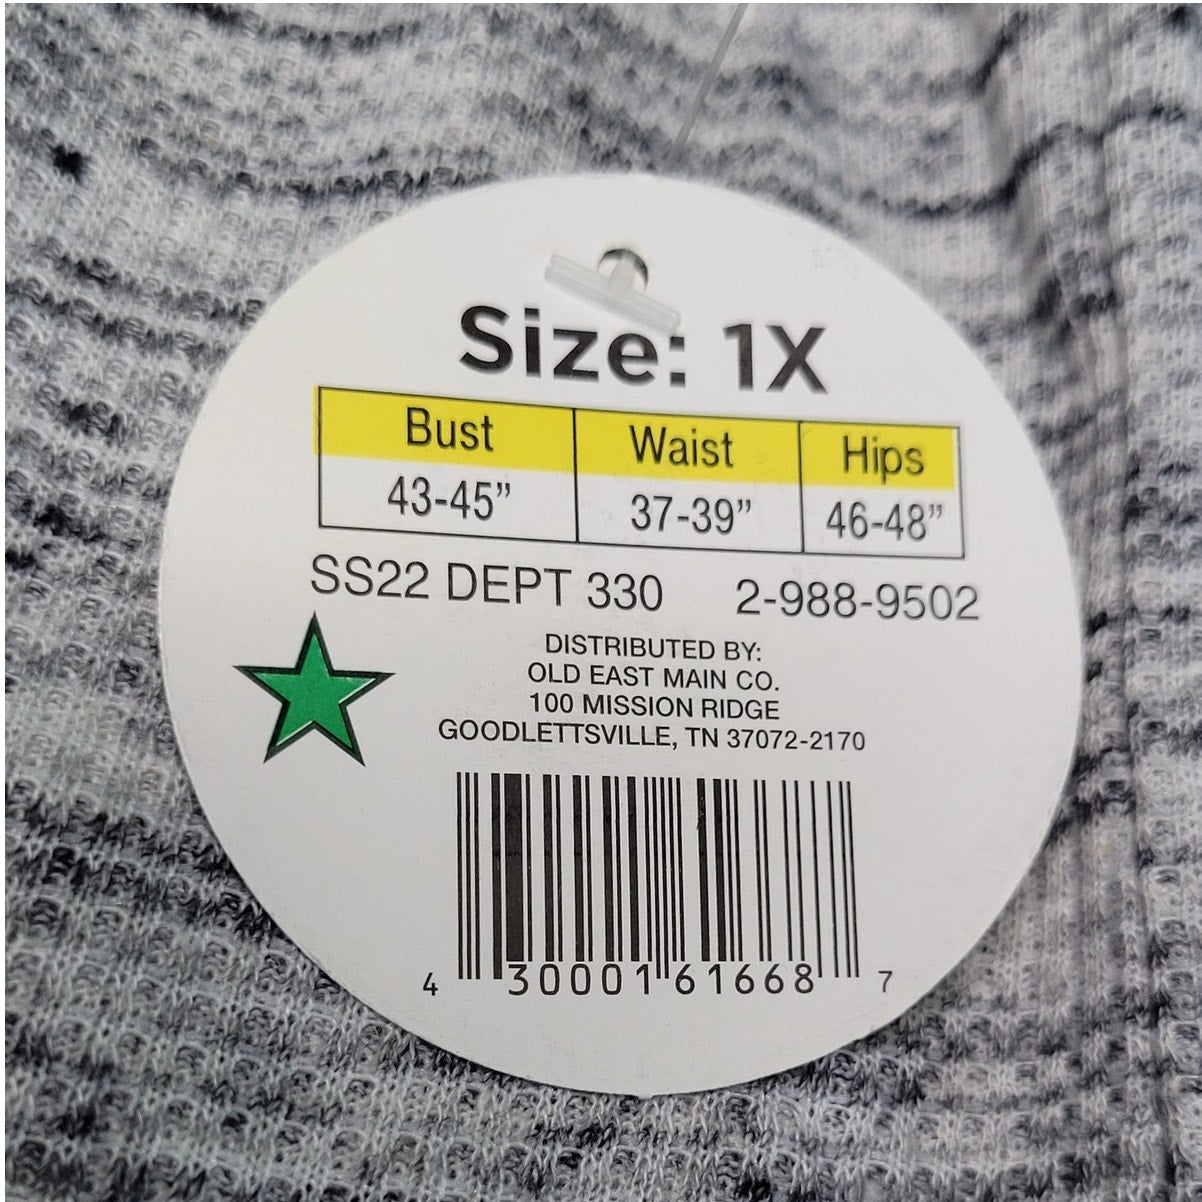 Size: 1X
Bust Waist Hips
43-45” 37-39” 46-48”
SS22 DEPT 330 2-988-9502
DISTRIBUTED BY:
OLD EAST MAIN CO.
100 MISSION RIDGE
GOODLETTSVILLE, TN 37072-2170
4 30001 61668 7